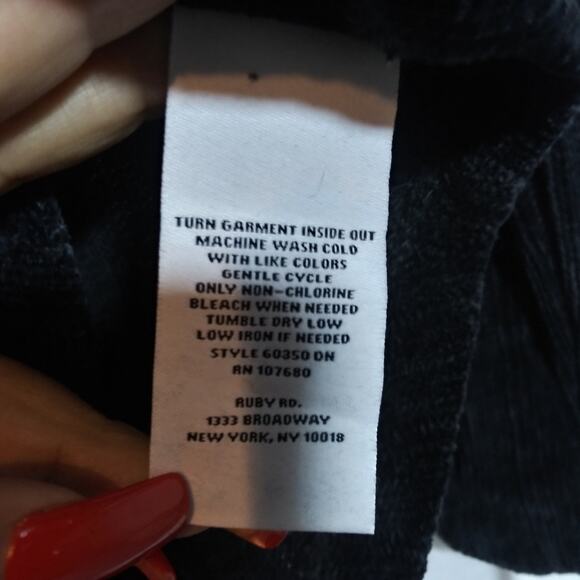 TURN GARMENT INSIDE OUT
MACHINE WASH COLD
WITH LIKE COLORS
GENTLE CYCLE
ONLY NON-CHLORINE
BLEACH WHEN NEEDED
TUMBLE DRY LOW
LOW IRON IF NEEDED
STYLE 60350 DN
RN 107680
RUBY RD.
1333 BROADWAY
NEW YORK, NY 10018